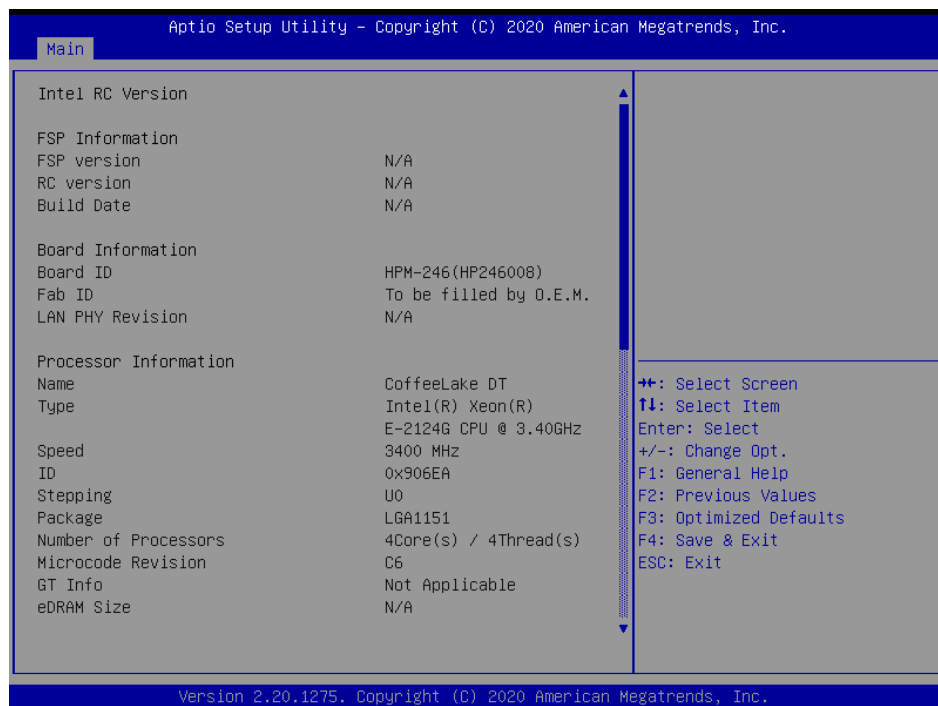 Aptio Setup Utility – Copyright (C) 2020 American Megatrends, Inc.
Main
Intel RC Version
FSP Information
FSP version N/A
RC version N/A
Build Date N/A
Board Information
Board ID HPM-246(HP246008)
Fab ID To be filled by O.E.M.
LAN PHY Revision N/A
Processor Information
Name CoffeeLake DT
Type Intel(R) Xeon(R)
E-2124G CPU @ 3.40GHz
Speed 3400 MHz
ID 0x906EA
Stepping U0
Package LGA1151
Number of Processors 4Core(s) / 4Thread(s)
Microcode Revision C6
GT Info Not Applicable
eDRAM Size N/A
→←: Select Screen
↑↓: Select Item
Enter: Select
+/-: Change Opt.
F1: General Help
F2: Previous Values
F3: Optimized Defaults
F4: Save & Exit
ESC: Exit
Version 2.20.1275. Copyright (C) 2020 American Megatrends, Inc.